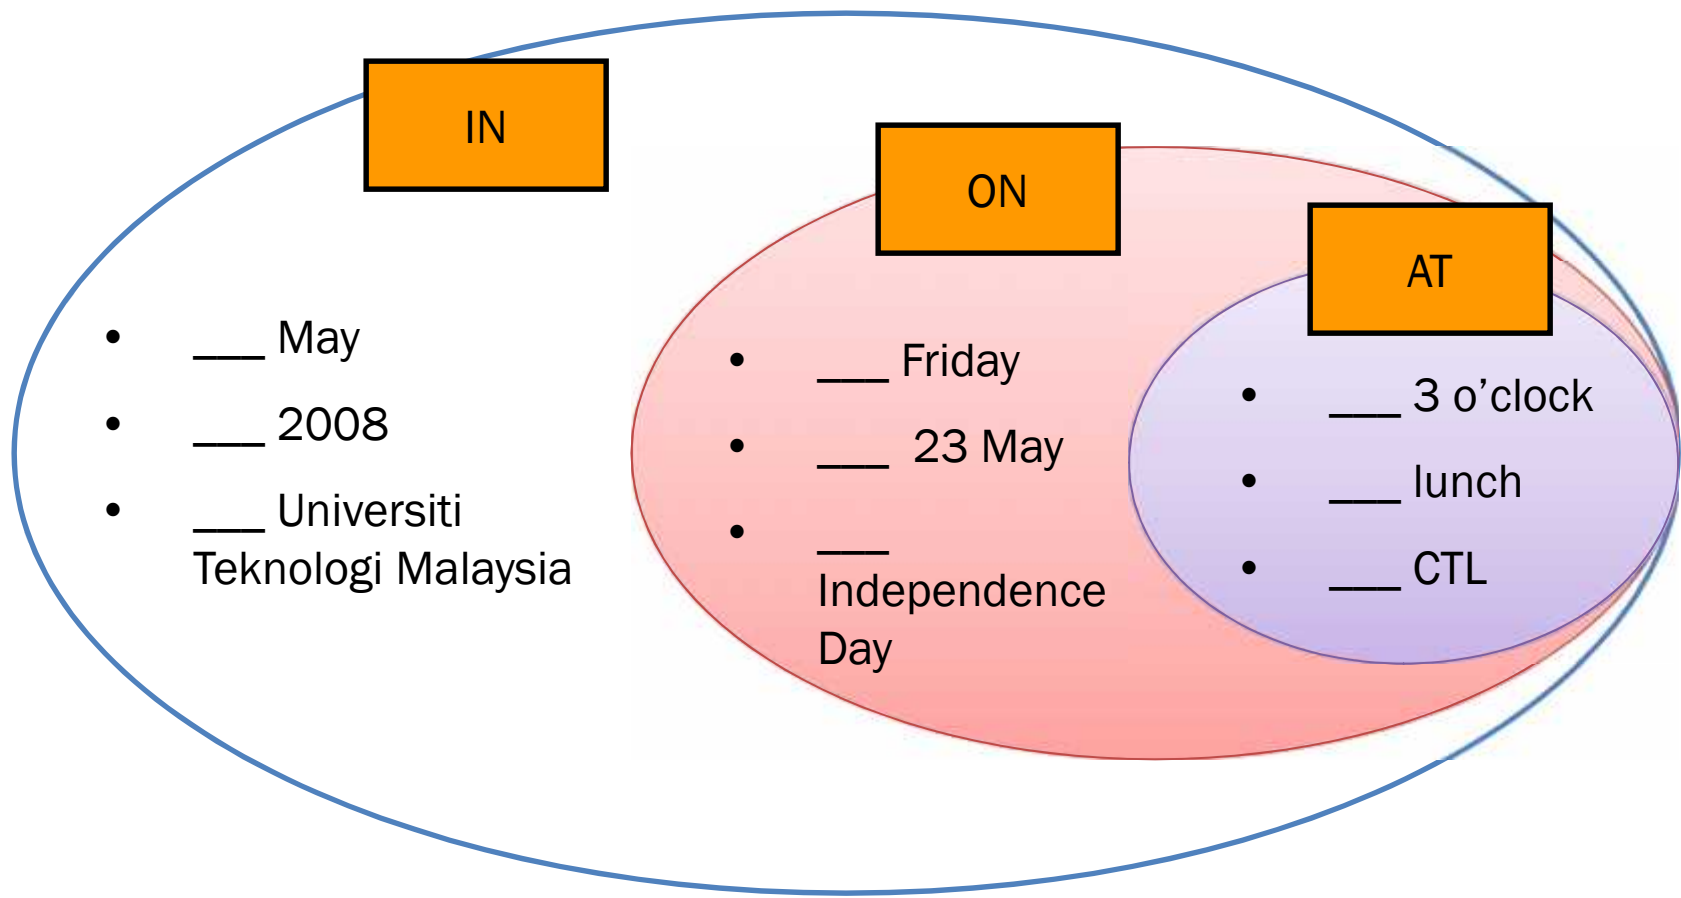 IN
• ___ May
• ___ 2008
• ___ Universiti
Teknologi Malaysia
ON
• ___ Friday
• ___ 23 May
• ___
Independence
Day
AT
• ___ 3 o’clock
• ___ lunch
• ___ CTL